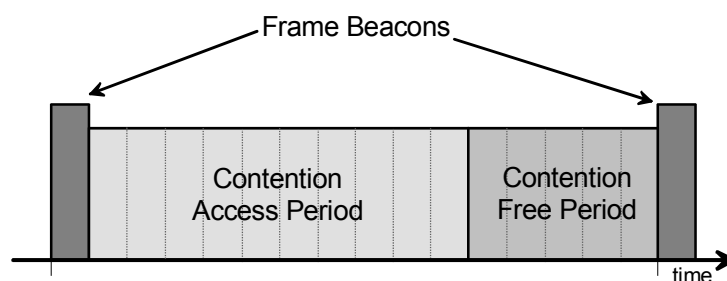 Frame Beacons
Contention
Access Period
Contention
Free Period
time